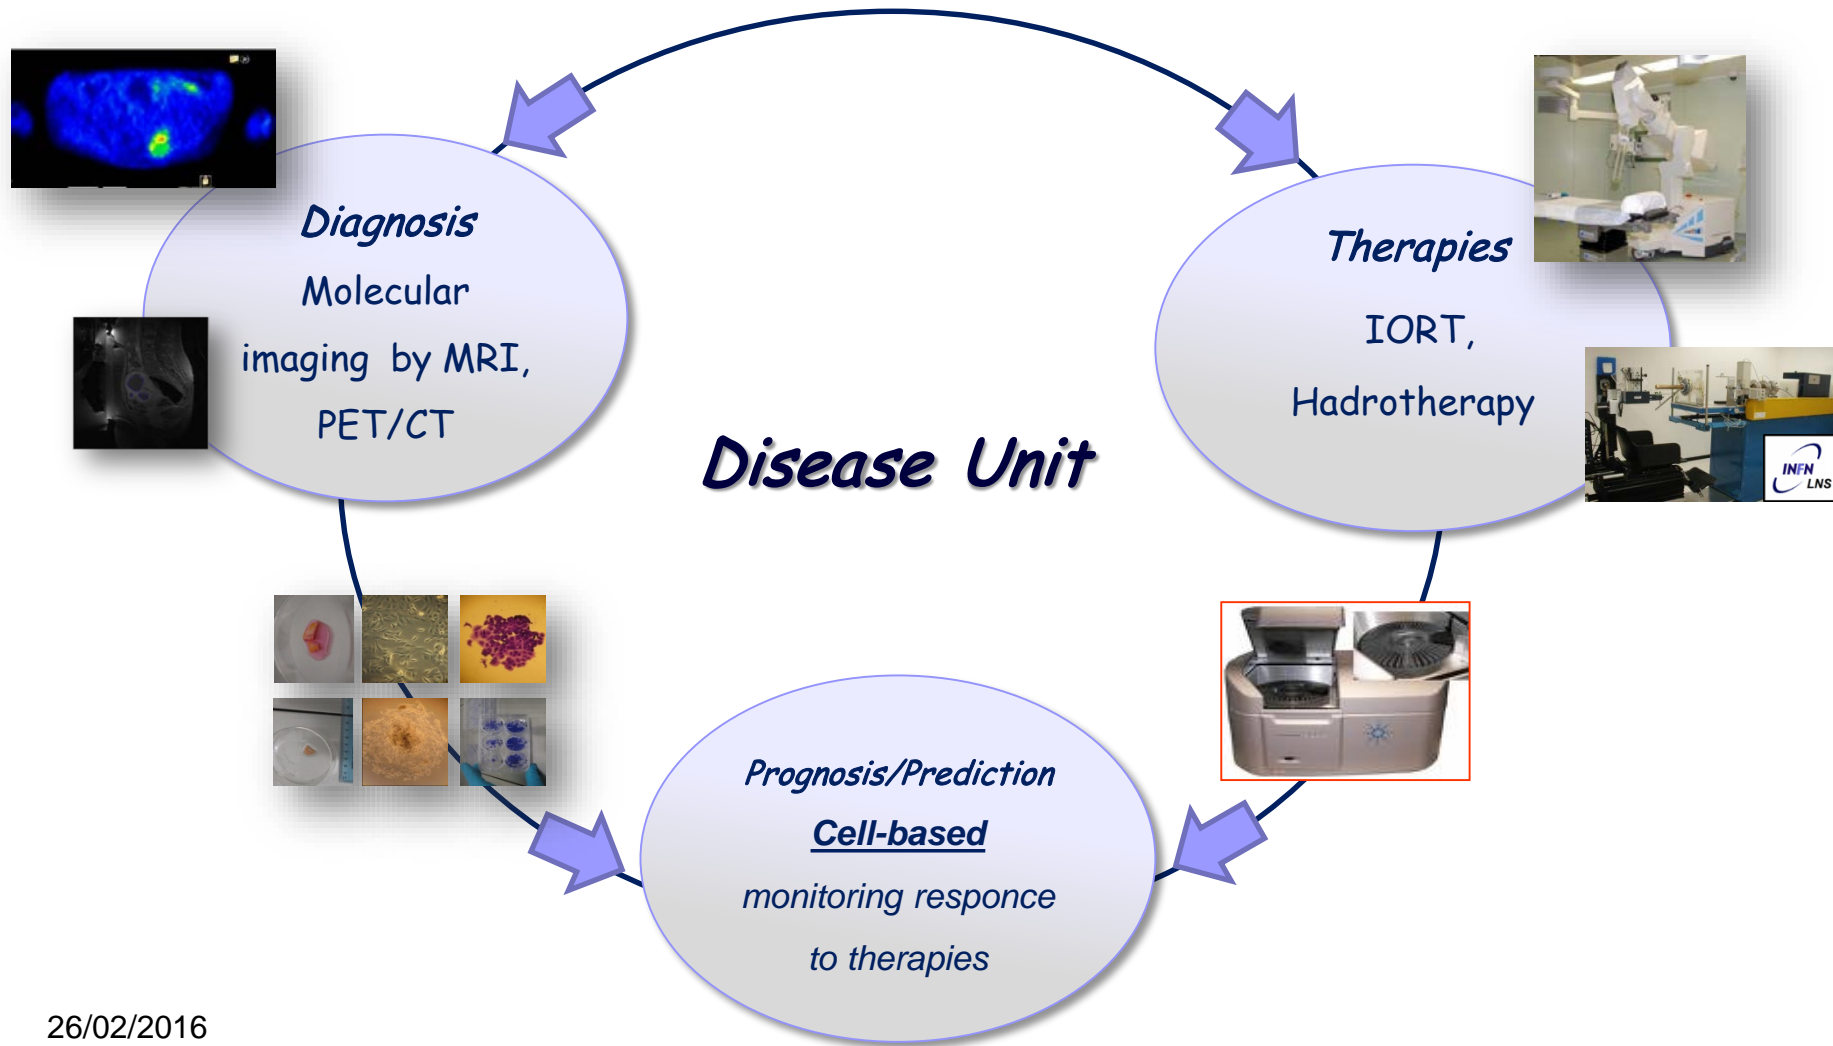 Diagnosis
Molecular
imaging by MRI,
PET/CT
Therapies
IORT,
Hadrotherapy
INFN
LNS
Disease Unit
Prognosis/Prediction
Cell-based
monitoring responce
to therapies
26/02/2016